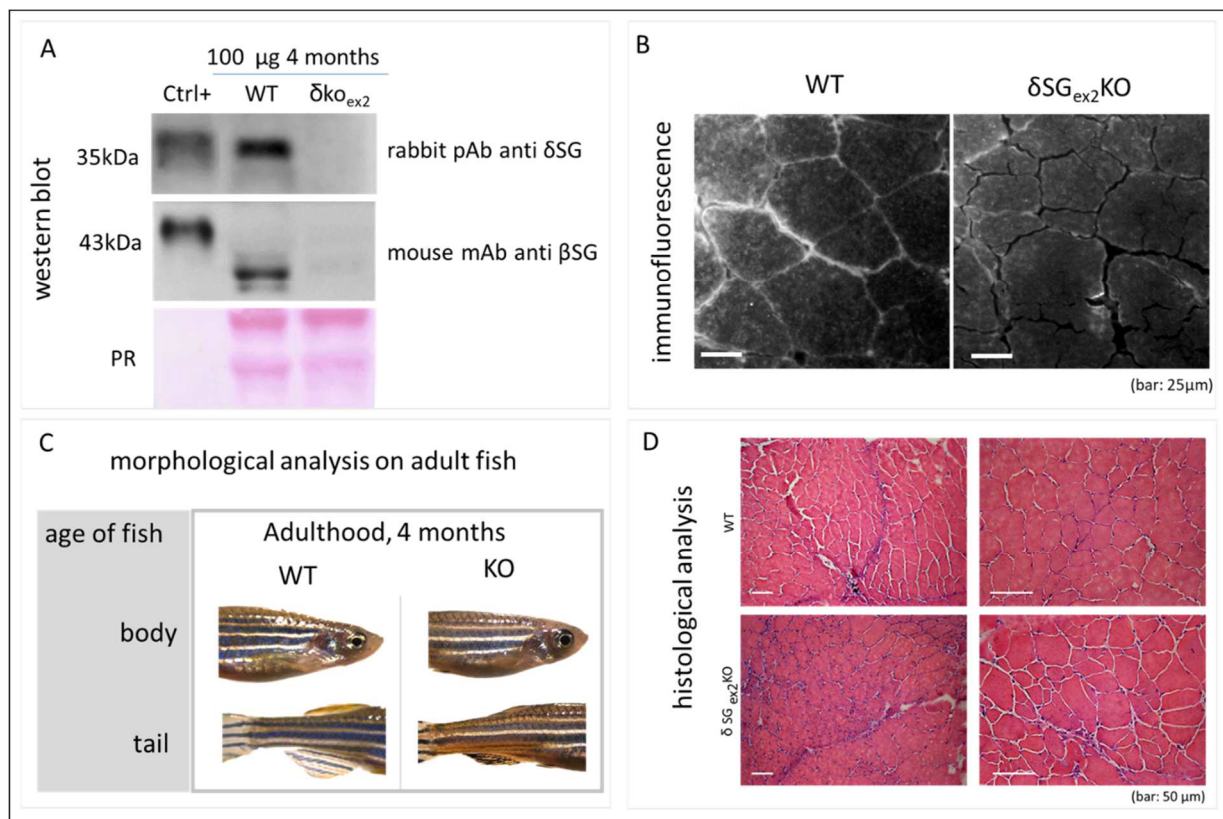 A
100 µg 4 months
Ctrl+ WT δko ex2
western blot
35kDa
rabbit pAb anti δSG
43kDa
mouse mAb anti βSG
PR
B
WT δSG ex2 KO
immunofluorescence
(bar: 25µm)
C
morphological analysis on adult fish
age of fish
Adulthood, 4 months
WT KO
body
tail
D
histological analysis
WT
δ SG ex2 KO
(bar: 50 µm)